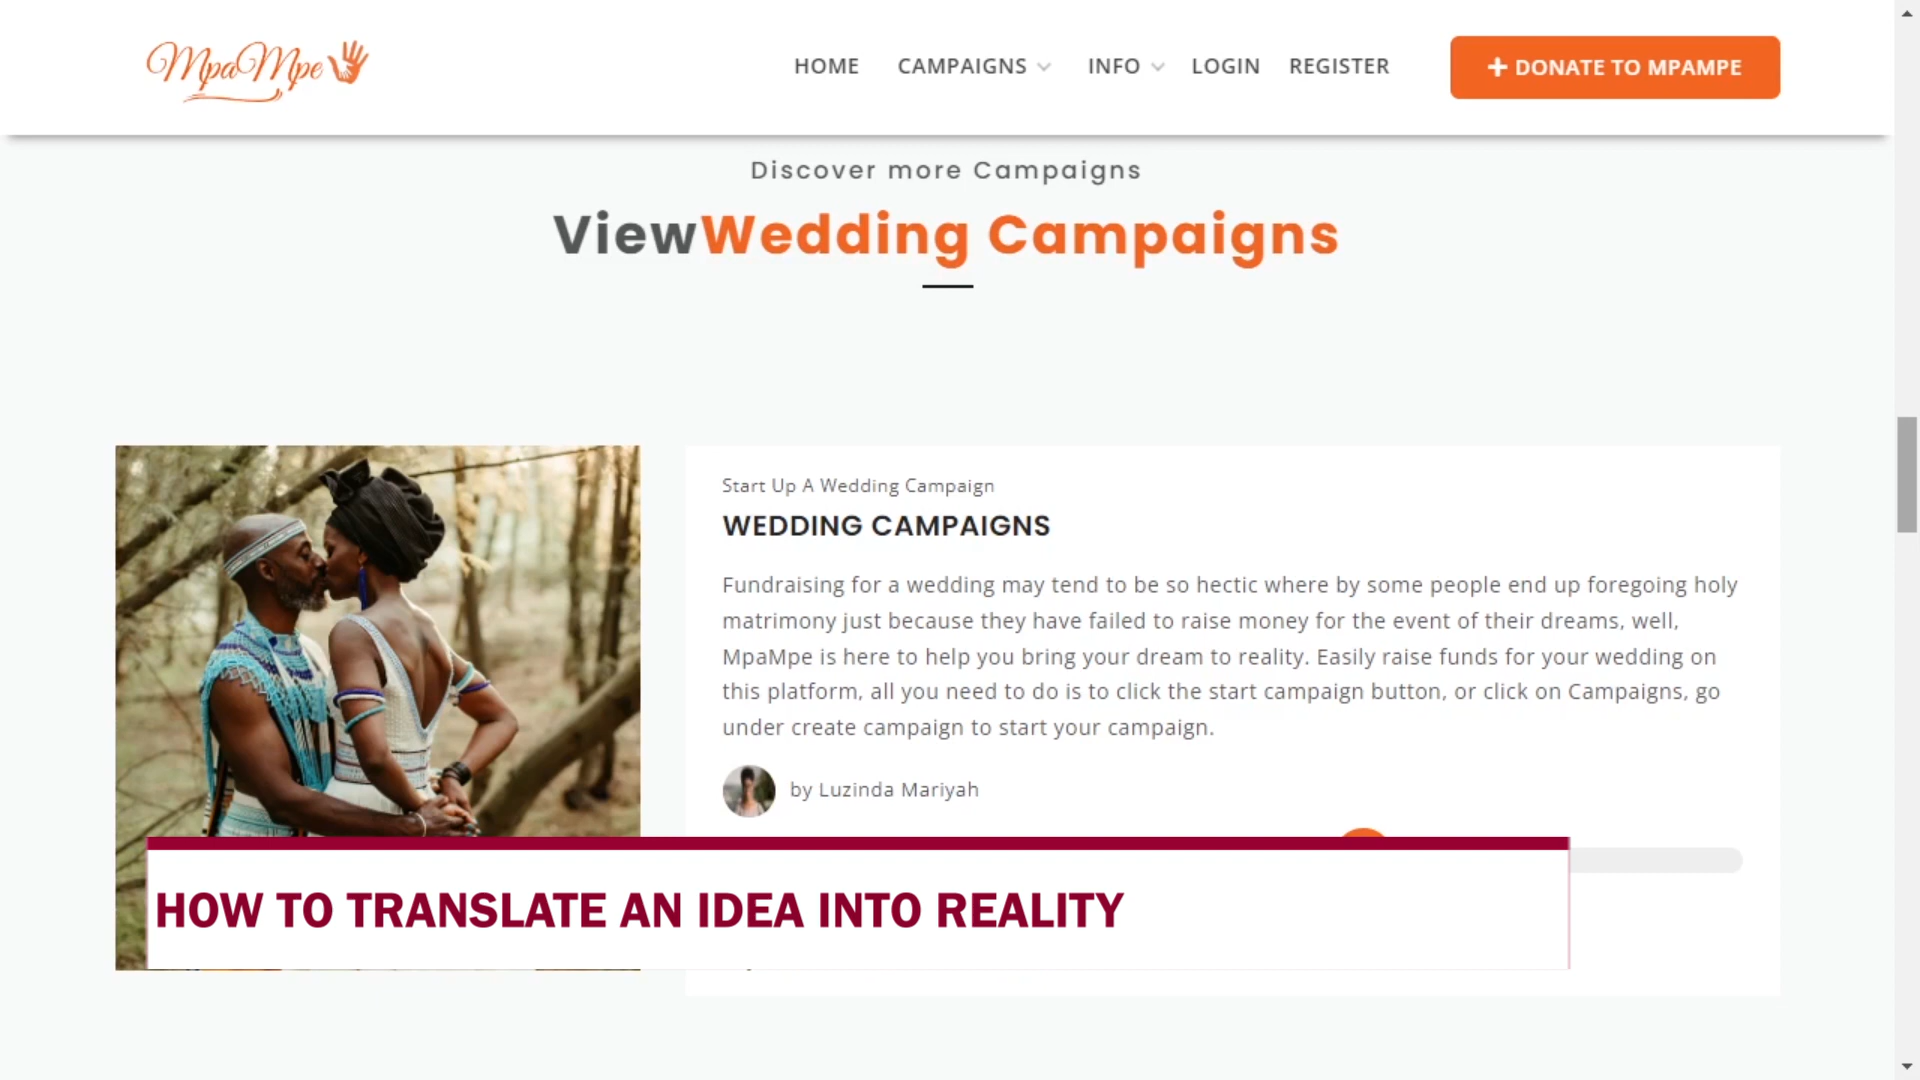 MpaMpe
HOME CAMPAIGNS INFO LOGIN REGISTER + DONATE TO MPAMPE
Discover more Campaigns
ViewWedding Campaigns
Start Up A Wedding Campaign
WEDDING CAMPAIGNS
Fundraising for a wedding may tend to be so hectic where by some people end up foregoing holy
matrimony just because they have failed to raise money for the event of their dreams, well,
MpaMpe is here to help you bring your dream to reality. Easily raise funds for your wedding on
this platform, all you need to do is to click the start campaign button, or click on Campaigns, go
under create campaign to start your campaign.
by Luzinda Mariyah
HOW TO TRANSLATE AN IDEA INTO REALITY